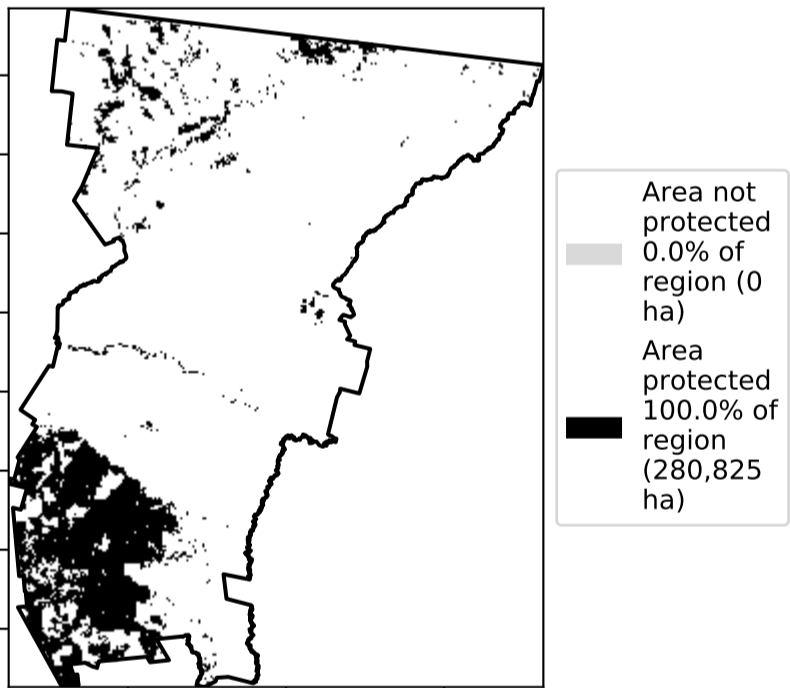 Area not
protected
0.0% of
region (0
ha)
Area
protected
100.0% of
region
(280,825
ha)